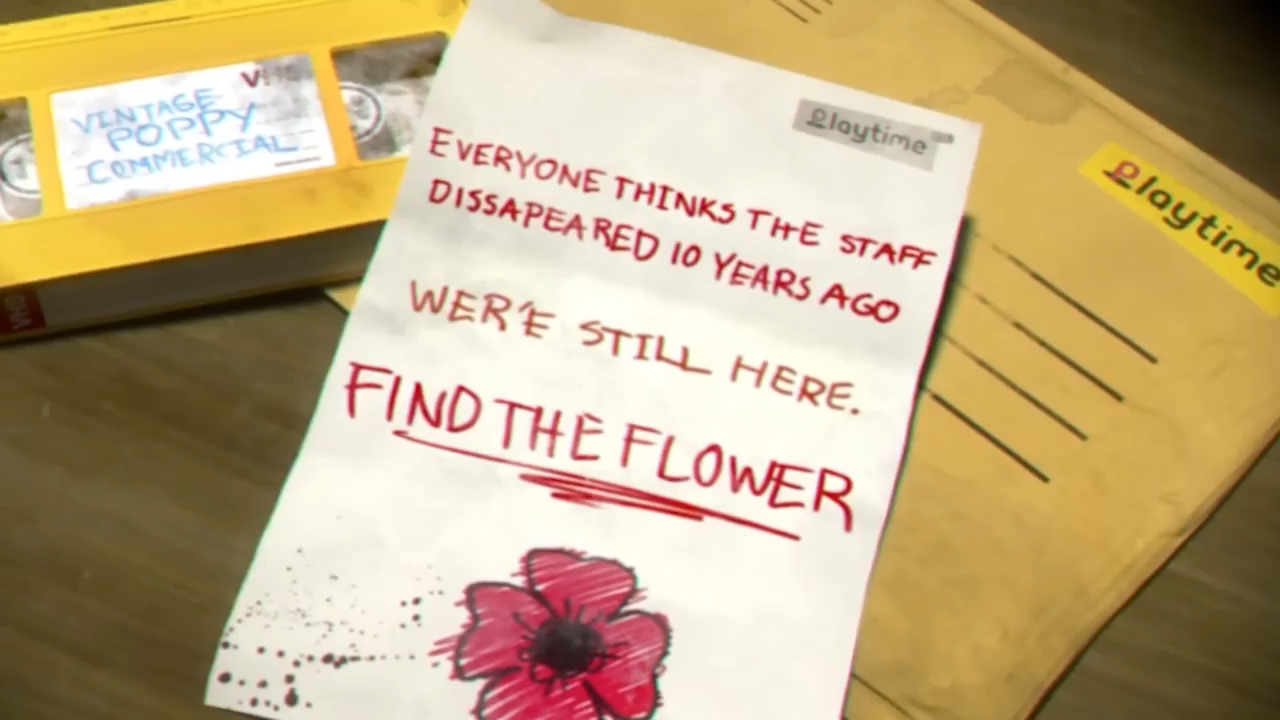 VHS
VINTAGE
POPPY
COMMERCIAL
VHS
Playtime
EVERYONE THINKS THE STAFF
DISSAPEARED 10 YEARS AGO
WER'E STILL HERE.
FIND THE FLOWER
Playtime